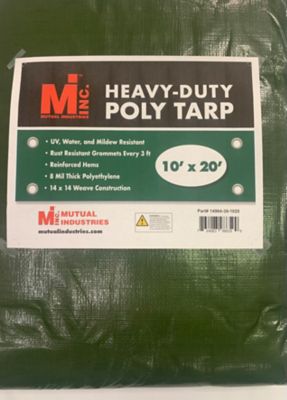 M INC.
MUTUAL INDUSTRIES
HEAVY-DUTY
POLY TARP
• UV, Water, and Mildew Resistant
• Rust Resistant Grommets Every 3 ft
• Reinforced Hems
• 8 Mil Thick Polyethylene
• 14 x 14 Weave Construction
10' x 20'
M INC. MUTUAL
INDUSTRIES
mutualindustries.com